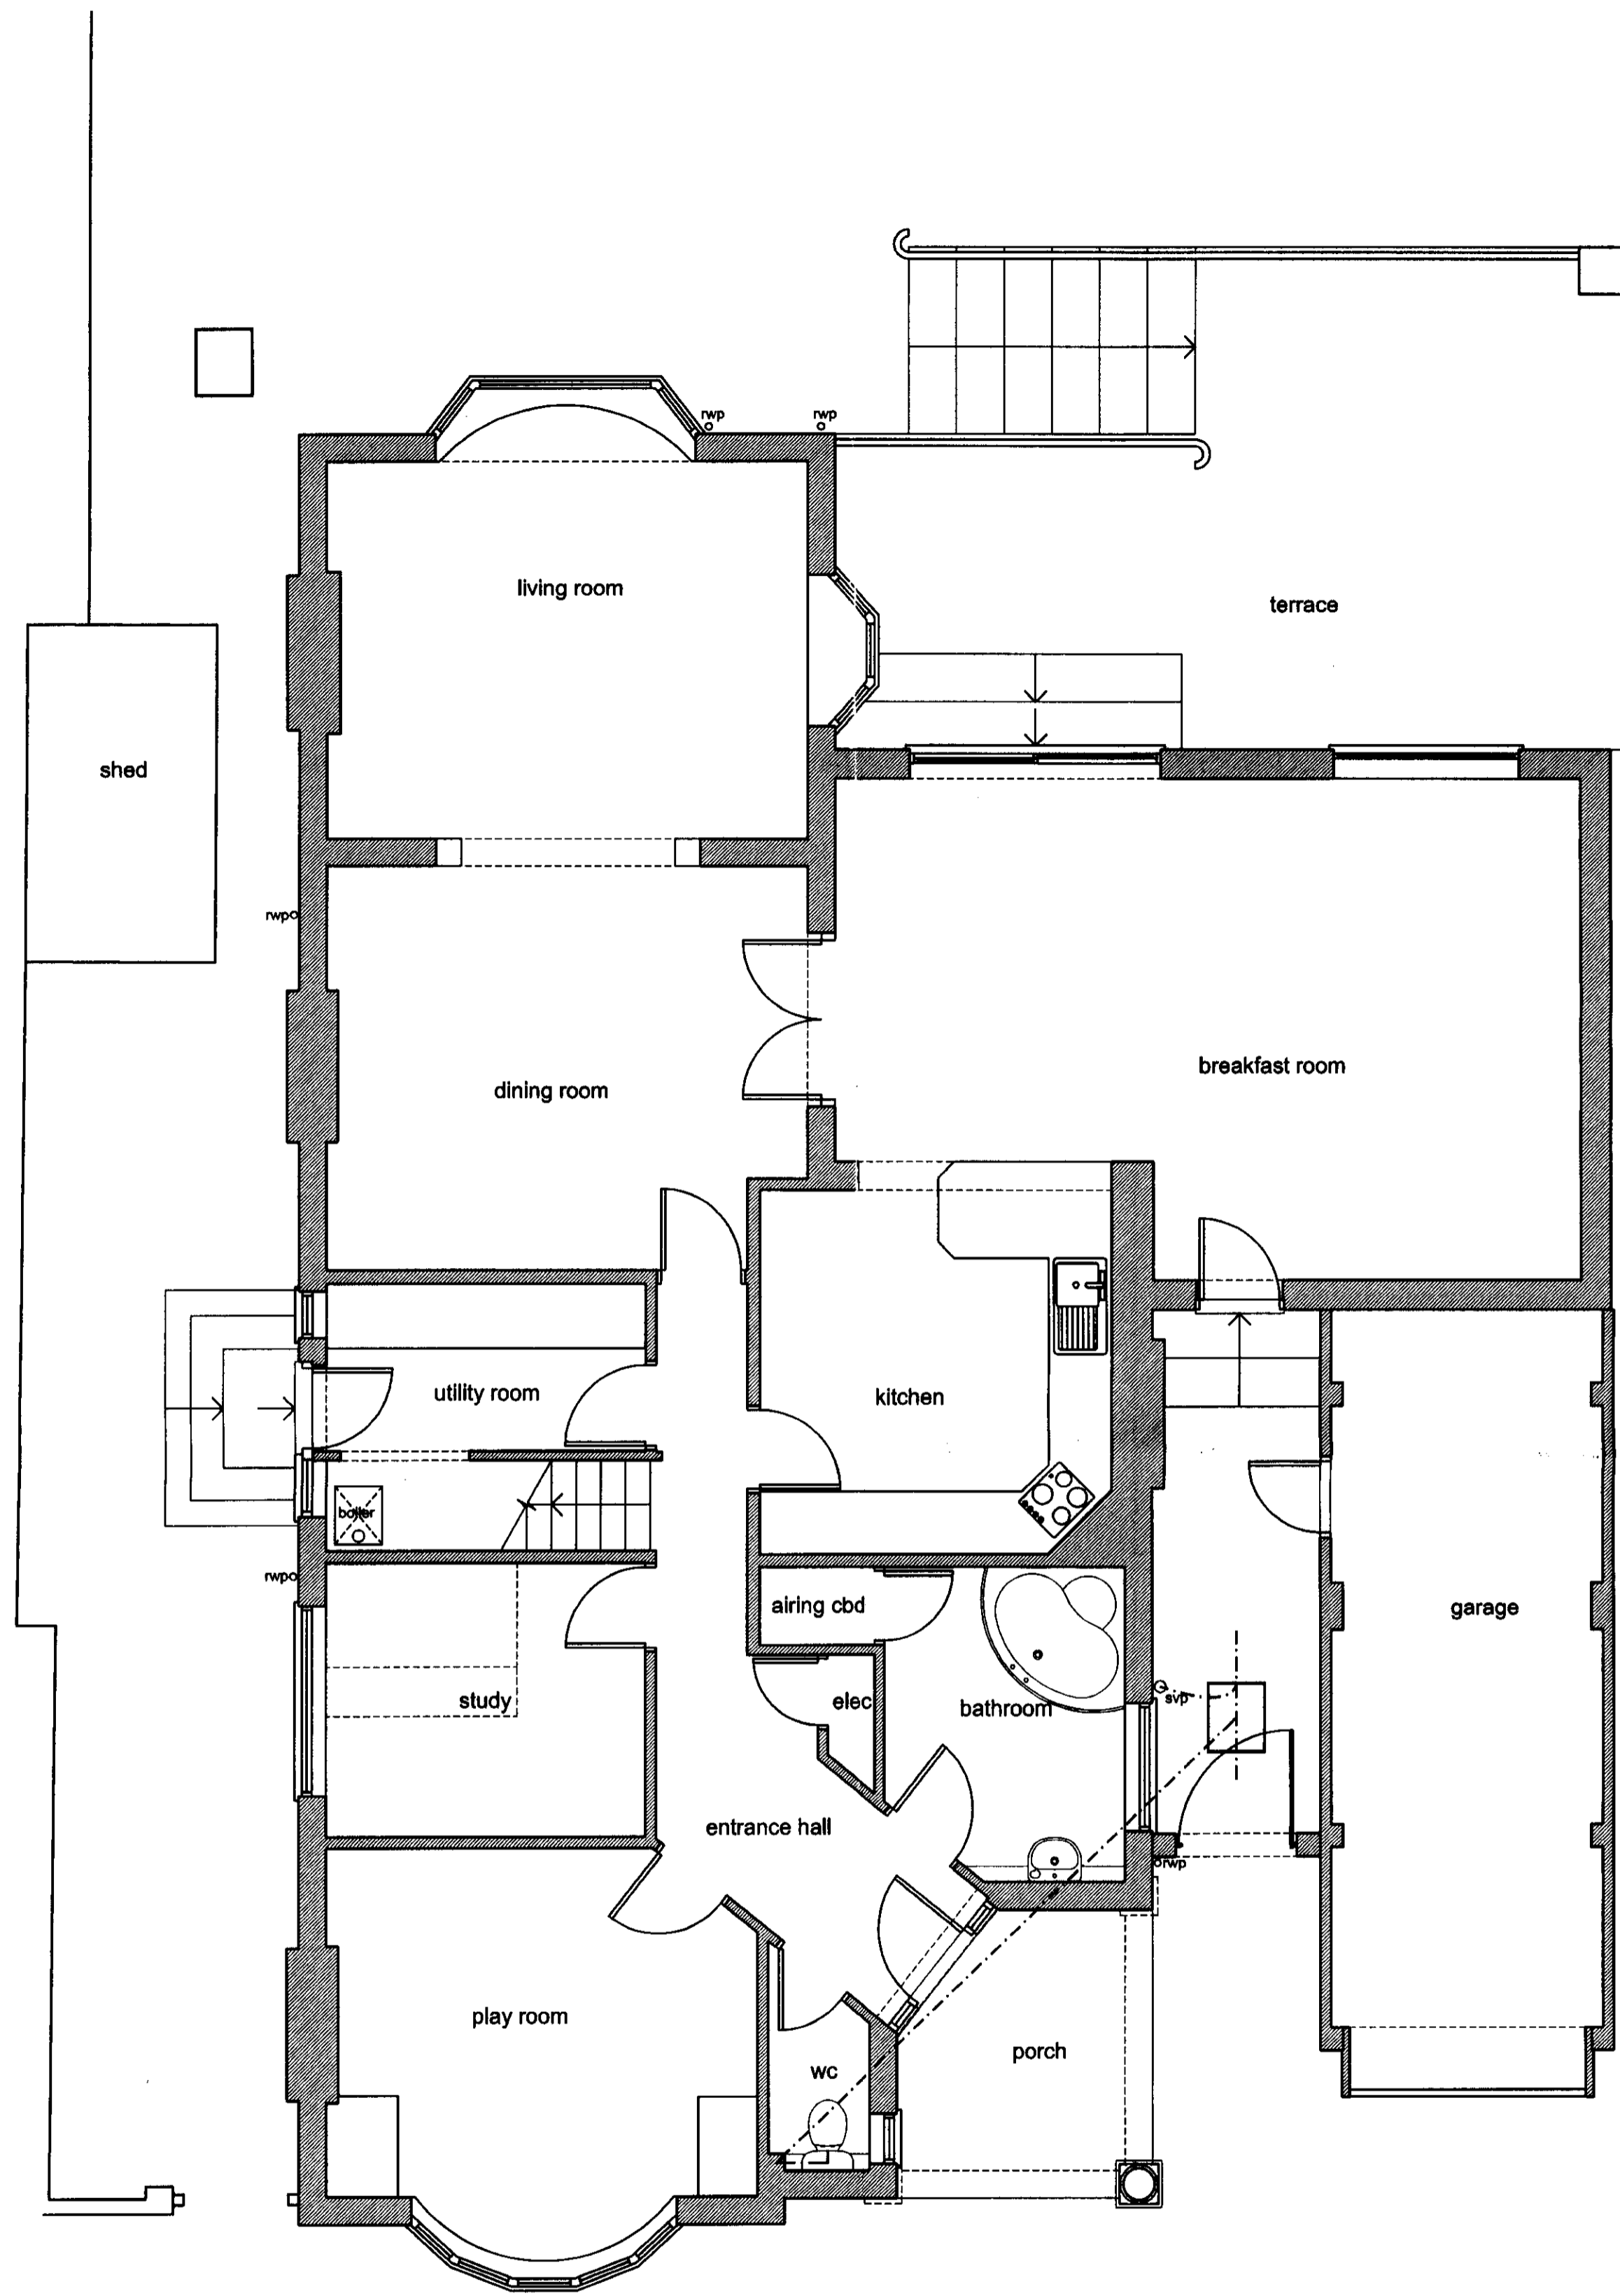 rwp
rwp
living room
terrace
shed
rwp
breakfast room
dining room
utility room
kitchen
boiler
rwp
airing cbd
garage
study
elec
bathroom
svp
entrance hall
rwp
play room
porch
wc